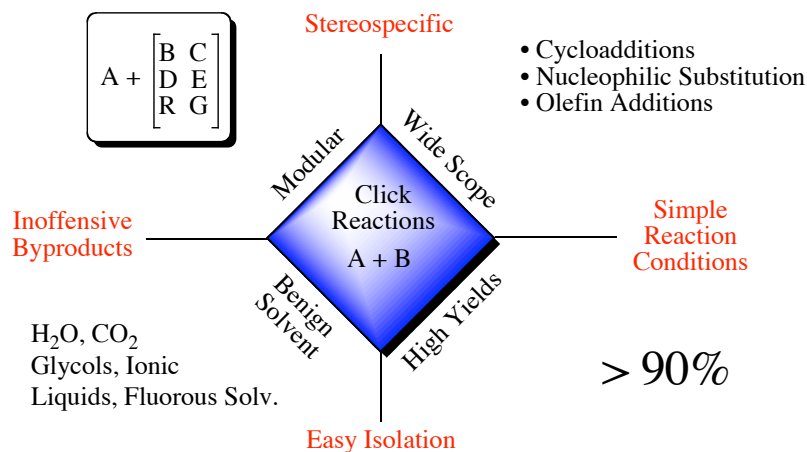 Stereospecific
A + [B C
D E
R G]
• Cycloadditions
• Nucleophilic Substitution
• Olefin Additions
Modular
Wide Scope
Click
Reactions
A + B
Inoffensive
Byproducts
Simple
Reaction
Conditions
Benign
Solvent
High Yields
H₂O, CO₂
Glycols, Ionic
Liquids, Fluorous Solv.
> 90%
Easy Isolation